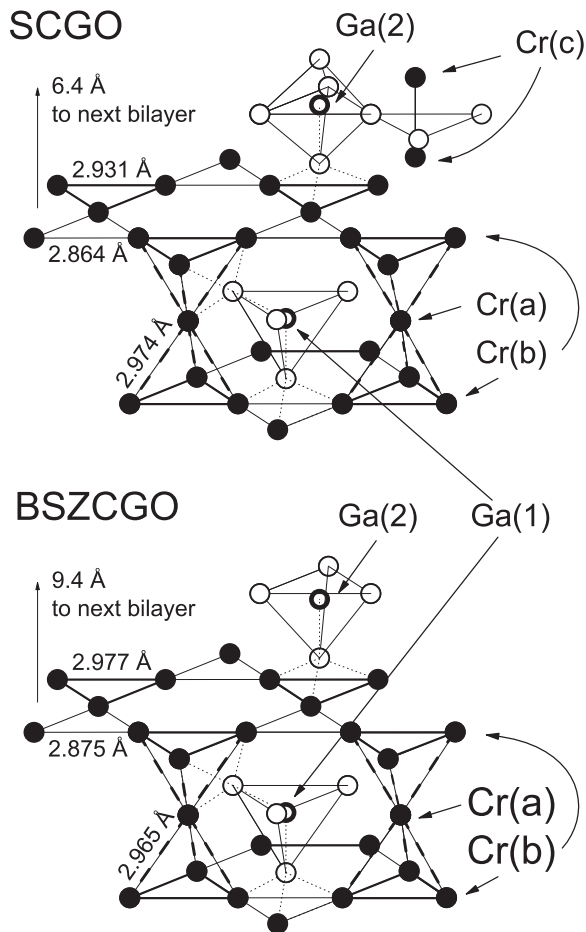 SCGO
Ga(2)
Cr(c)
6.4 Å
to next bilayer
2.931 Å
2.864 Å
Cr(a)
2.974 Å
Cr(b)
BSZCGO
Ga(2)
Ga(1)
9.4 Å
to next bilayer
2.977 Å
2.875 Å
Cr(a)
2.965 Å
Cr(b)